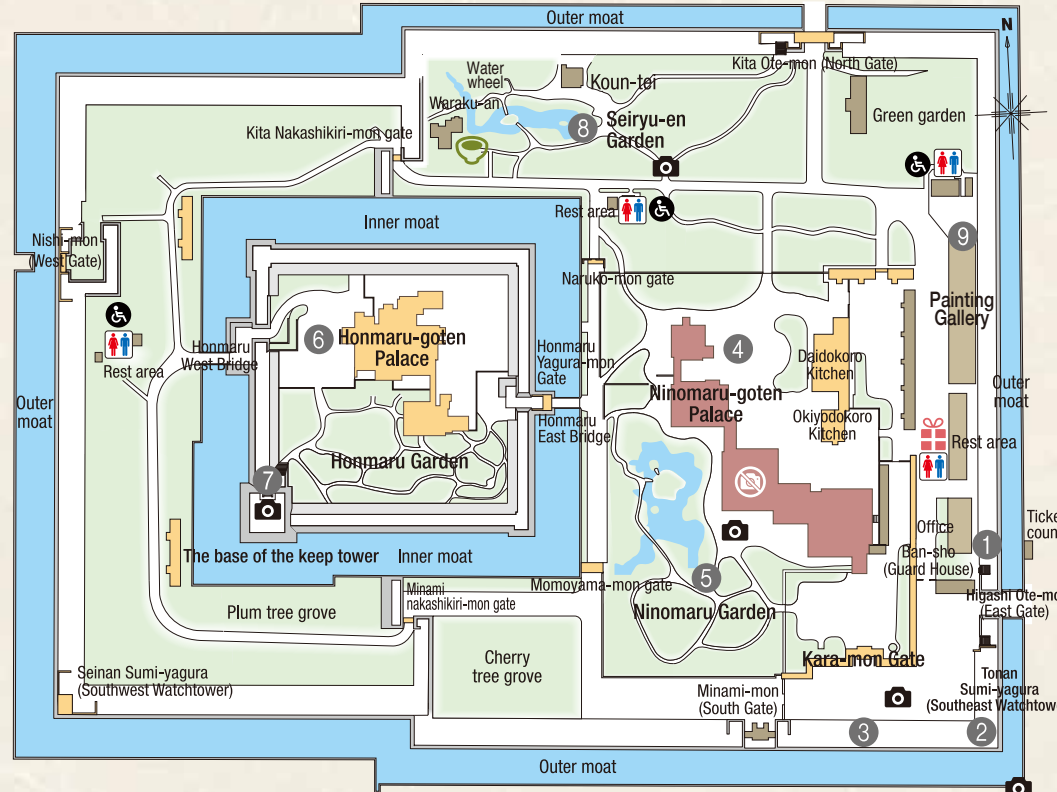 Outer moat
N
Kita Ote-mon (North Gate)
Water
wheel
Koun-tei
Waraku-an
Green garden
8
Seiryu-en
Garden
Kita Nakashikiri-mon gate
Rest area
Inner moat
9
Nishi-mon
(West Gate)
Naruko-mon gate
Painting
Gallery
6
Honmaru-goten
Palace
Honmaru
West Bridge
Honmaru
Yagura-mon
Gate
4
Daidokoro
Kitchen
Rest area
Ninomaru-goten
Palace
Outer
moat
Outer
moat
Honmaru
East Bridge
Okiyodokoro
Kitchen
Rest area
Honmaru Garden
7
Office
Ticke
coun
1
The base of the keep tower
Inner moat
Ban-sho
(Guard House)
Momoyama-mon gate
5
Minami
nakashikiri-mon gate
Higashi Ote-mo
(East Gate)
Plum tree grove
Ninomaru Garden
Cherry
tree grove
Kara-mon Gate
Seinan Sumi-yagura
(Southwest Watchtower)
Minami-mon
(South Gate)
Tonan
Sumi-yagura
(Southeast Watchtowe
3
2
Outer moat